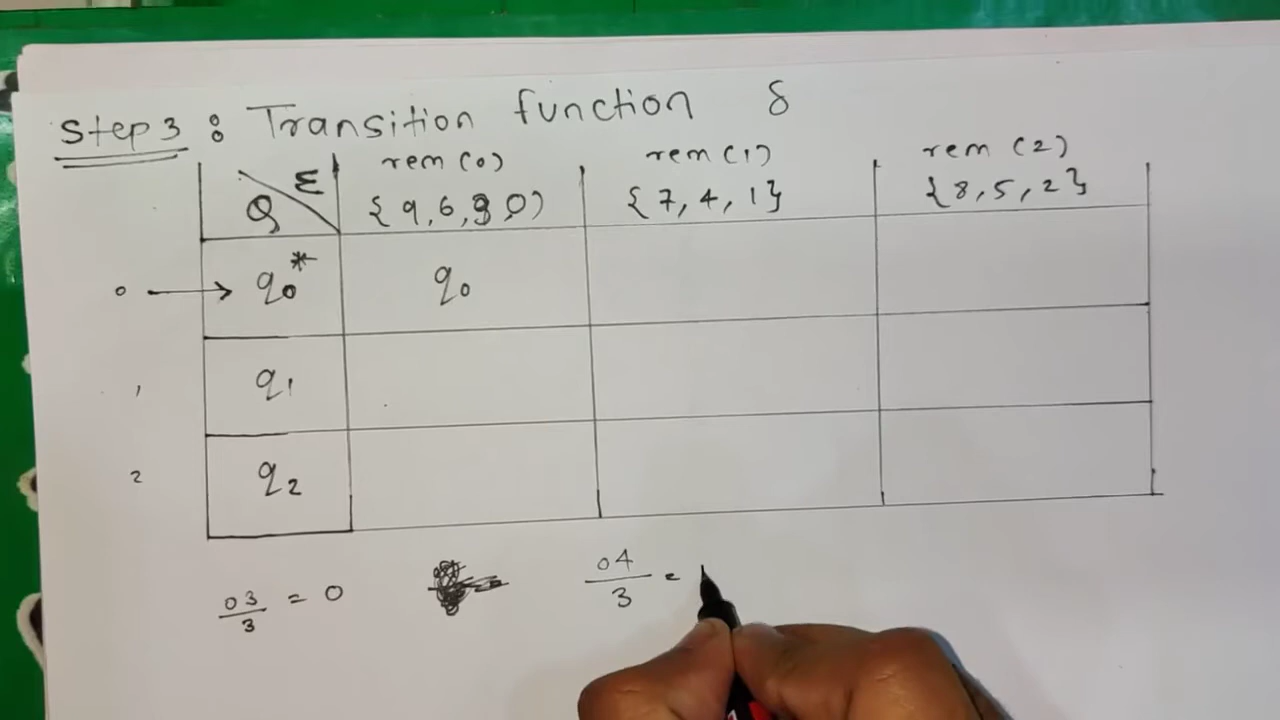 Step 3 : Transition function δ
Q Σ rem (0) rem (1) rem (2)
{9, 6, 3, 0) {7, 4, 1} {8, 5, 2}
0 → q0* q0
1 q1
2 q2
03/3 = 0 04/3 =